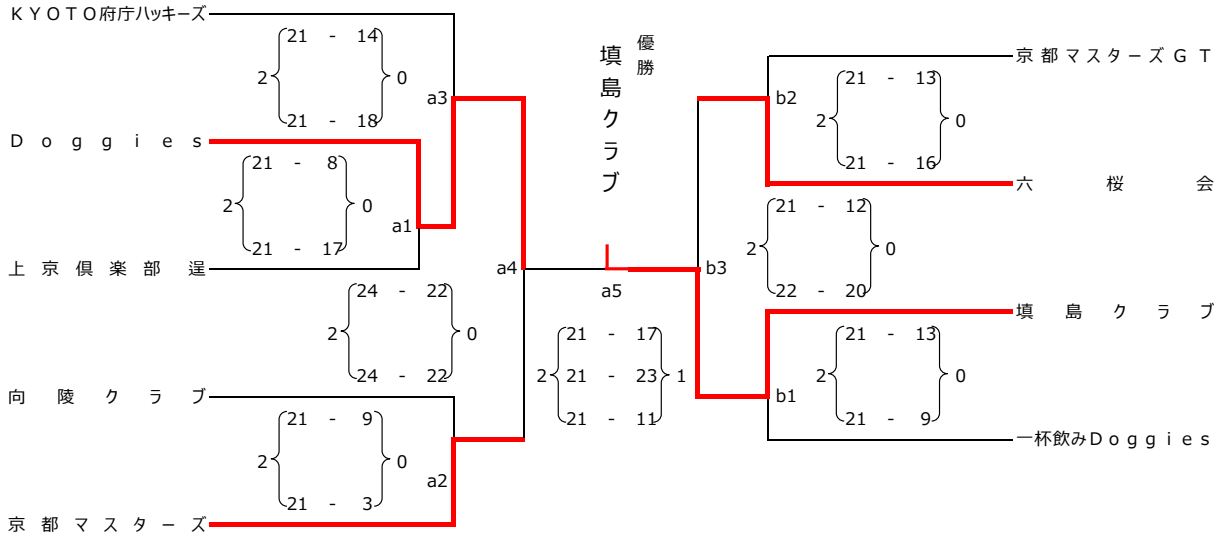 KYOTO府庁ハッキーズ
21 - 14
2 0
21 - 18
a3
Doggies
21 - 8
2 0
21 - 17
a1
上京倶楽部逞
a4
24 - 22
2 0
24 - 22
向陵クラブ
21 - 9
2 0
21 - 3
a2
京都マスターズ
優勝
填島クラブ
a5
21 - 17
2 21 - 23 1
21 - 11
京都マスターズGT
b2
21 - 13
2 0
21 - 16
六桜会
b3
21 - 12
2 0
22 - 20
填島クラブ
21 - 13
2 0
21 - 9
b1
一杯飲みDoggies